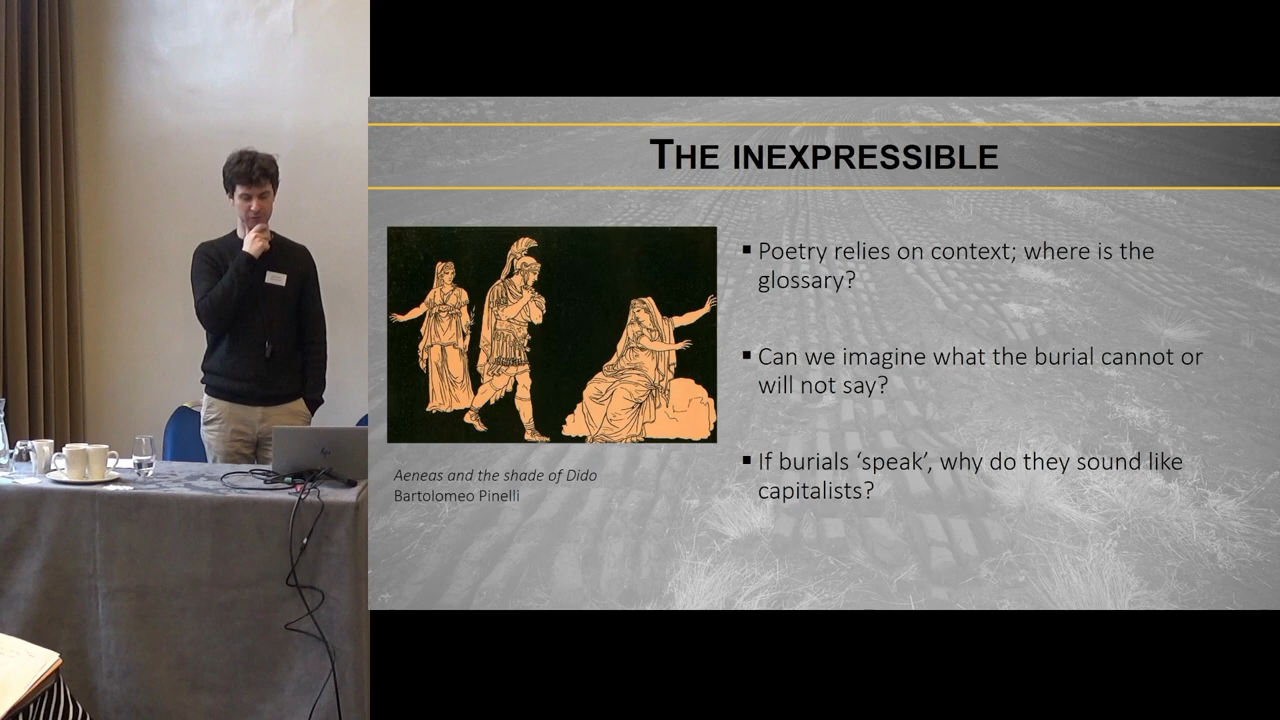 THE INEXPRESSIBLE
▪ Poetry relies on context; where is the
glossary?
▪ Can we imagine what the burial cannot or
will not say?
▪ If burials ‘speak’, why do they sound like
capitalists?
Aeneas and the shade of Dido
Bartolomeo Pinelli